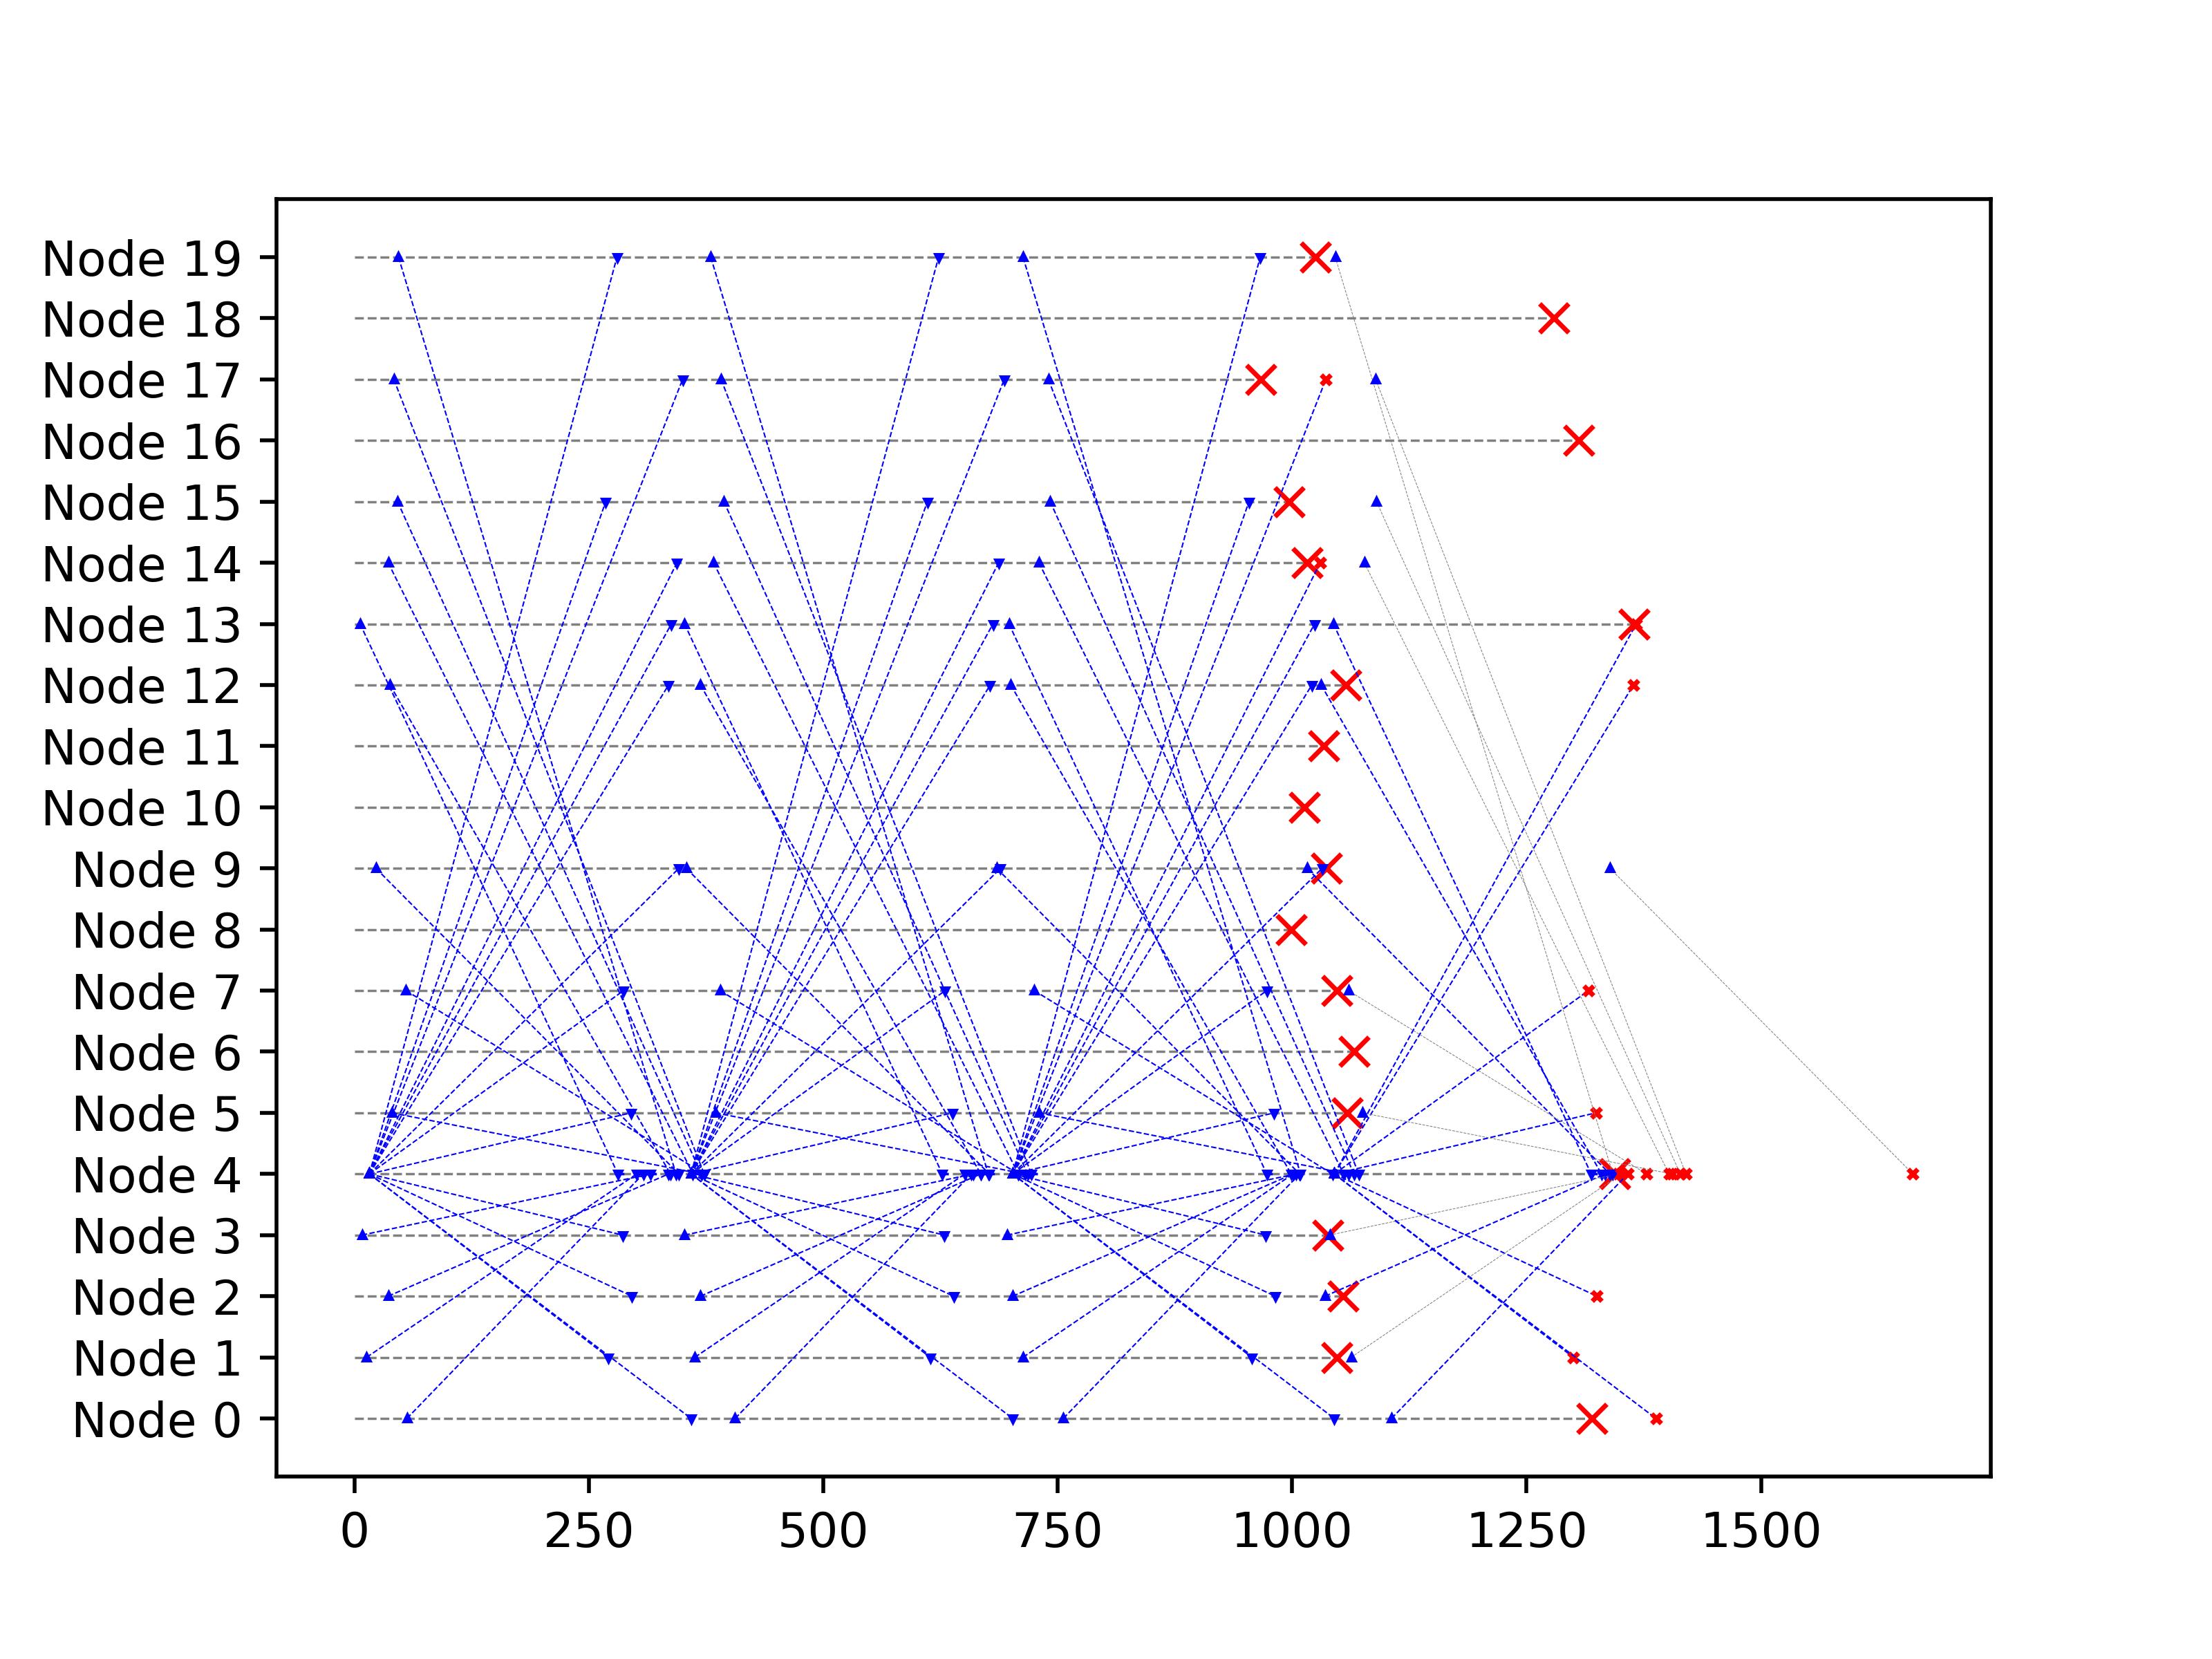 Node 19
Node 18
Node 17
Node 16
Node 15
Node 14
Node 13
Node 12
Node 11
Node 10
Node 9
Node 8
Node 7
Node 6
Node 5
Node 4
Node 3
Node 2
Node 1
Node 0
0 250 500 750 1000 1250 1500